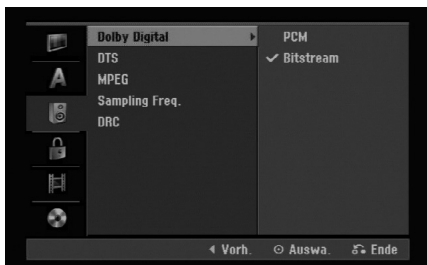 Dolby Digital PCM
DTS Bitstream
MPEG
Sampling Freq.
DRC
A
Vorh. Auswa. Ende